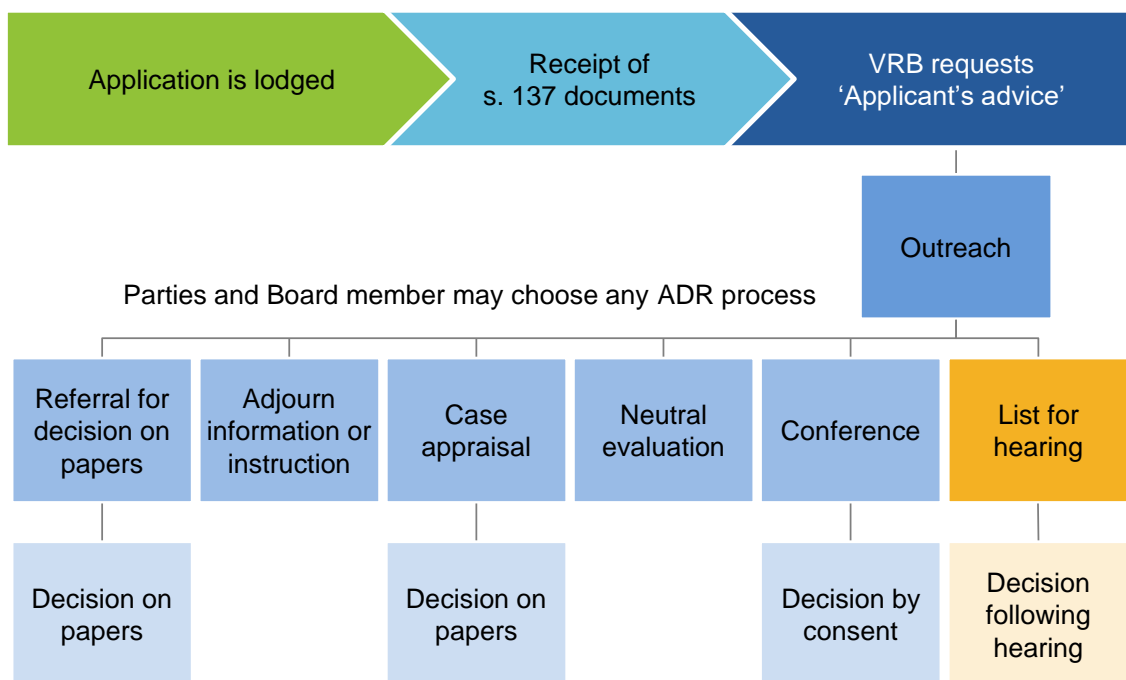 Application is lodged
Receipt of
s. 137 documents
VRB requests
‘Applicant’s advice’
Outreach
Parties and Board member may choose any ADR process
Referral for
decision on
papers
Adjourn
information or
instruction
Case
appraisal
Neutral
evaluation
Conference
List for
hearing
Decision on
papers
Decision on
papers
Decision by
consent
Decision
following
hearing